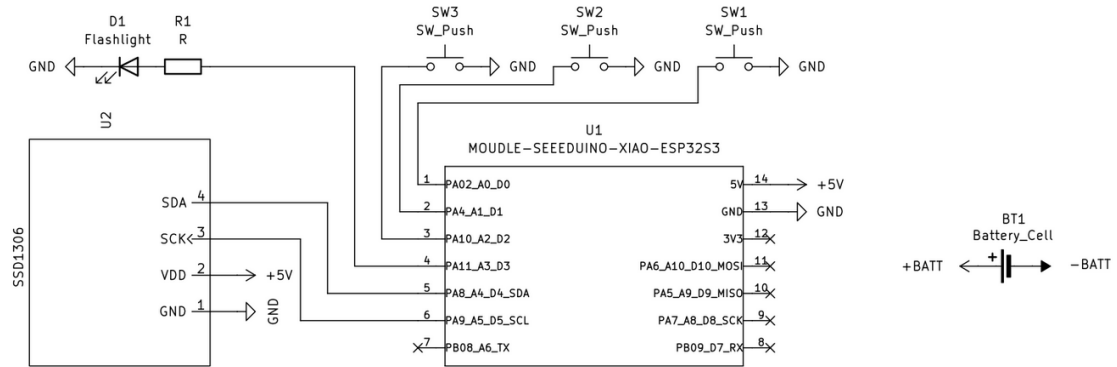 D1
Flashlight
R1
R
SW3
SW_Push
SW2
SW_Push
SW1
SW_Push
GND
GND
GND
GND
U2
SSD1306
SDA 4
SCK 3
VDD 2
+5V
GND 1
GND
U1
MOUDLE-SEEEDUINO-XIAO-ESP32S3
1 PA02_A0_D0
2 PA4_A1_D1
3 PA10_A2_D2
4 PA11_A3_D3
5 PA8_A4_D4_SDA
6 PA9_A5_D5_SCL
7 PB08_A6_TX
5V 14
+5V
GND 13
GND
3V3 12
PA6_A10_D10_MOSI 11
PA5_A9_D9_MISO 10
PA7_A8_D8_SCK 9
PB09_D7_RX 8
BT1
Battery_Cell
+BATT
+
-BATT